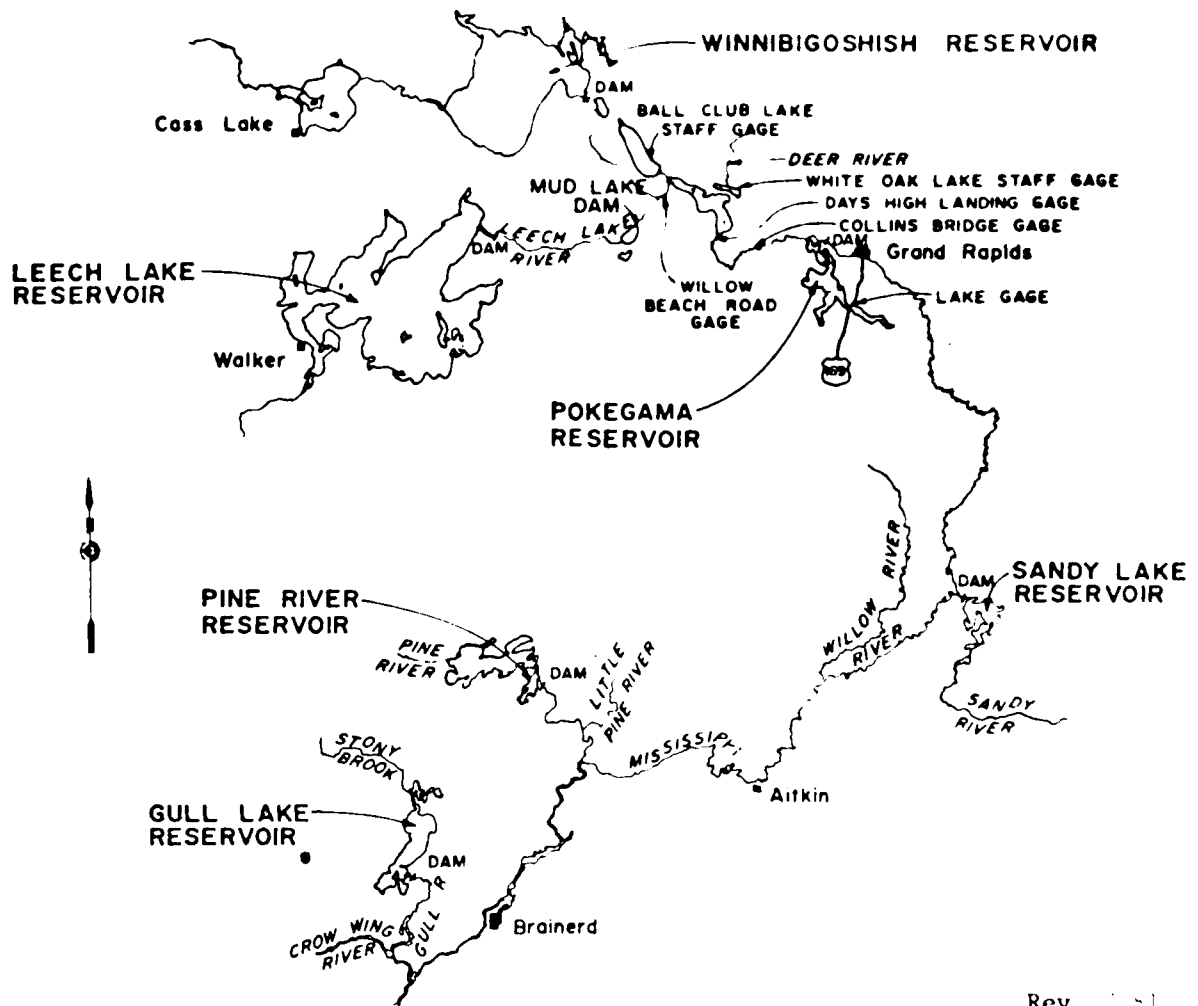 WINNIBIGOSHISH RESERVOIR
DAM
Cass Lake
BALL CLUB LAKE
STAFF GAGE
DEER RIVER
WHITE OAK LAKE STAFF GAGE
MUD LAKE
DAM
DAYS HIGH LANDING GAGE
COLLINS BRIDGE GAGE
LEECH LAKE
RIVER
DAM
DAM
Grand Rapids
LEECH LAKE
RESERVOIR
WILLOW
BEACH ROAD
GAGE
LAKE GAGE
Walker
169
POKEGAMA
RESERVOIR
WILLOW
RIVER
RIVER
DAM
SANDY LAKE
RESERVOIR
PINE RIVER
RESERVOIR
PINE
RIVER
DAM
LITTLE
PINE RIVER
SANDY
RIVER
MISSISSIPPI
STONY
BROOK
Aitkin
GULL LAKE
RESERVOIR
DAM
GULL R
Brainerd
CROW WING
RIVER
Rev